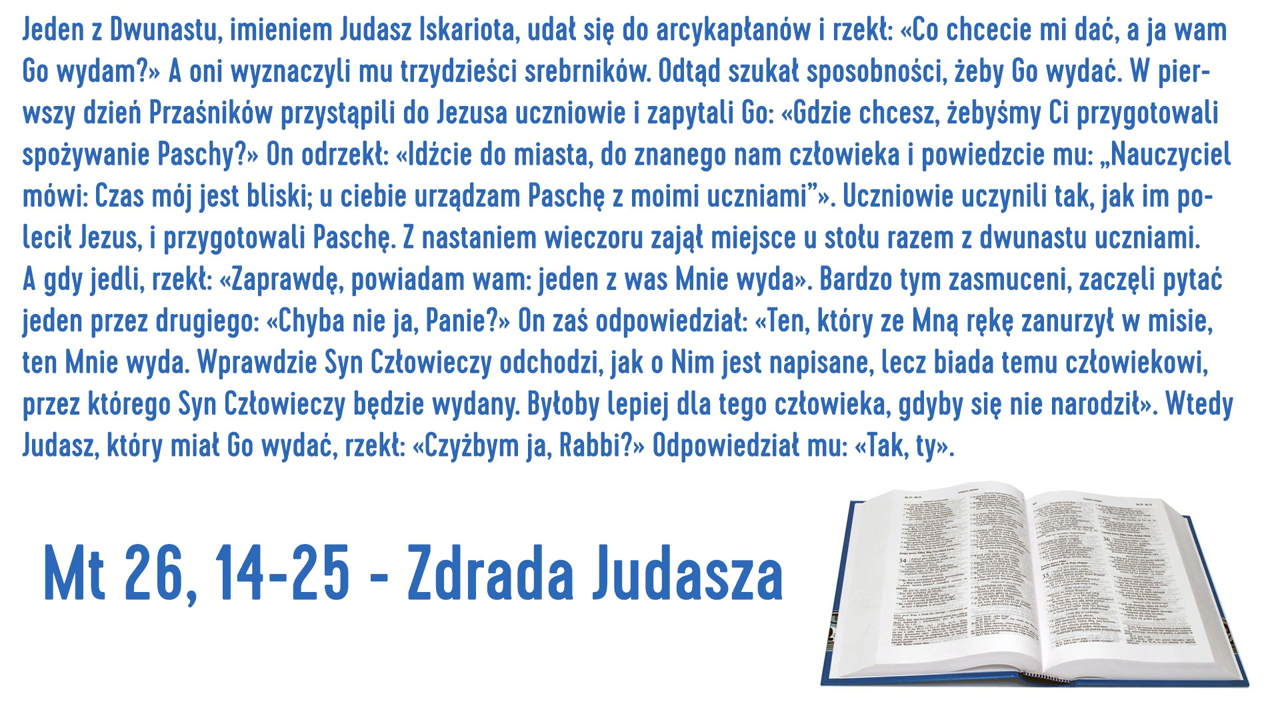 Jeden z Dwunastu, imieniem Judasz Iskariota, udał się do arcykapłanów i rzekł: «Co chcecie mi dać, a ja wam
Go wydam?» A oni wyznaczyli mu trzydzieści srebrników. Odtąd szukał sposobności, żeby Go wydać. W pier-
wszy dzień Przaśników przystąpili do Jezusa uczniowie i zapytali Go: «Gdzie chcesz, żebyśmy Ci przygotowali
spożywanie Paschy?» On odrzekł: «Idźcie do miasta, do znanego nam człowieka i powiedzcie mu: „Nauczyciel
mówi: Czas mój jest bliski; u ciebie urządzam Paschę z moimi uczniami”». Uczniowie uczynili tak, jak im po-
lecił Jezus, i przygotowali Paschę. Z nastaniem wieczoru zajął miejsce u stołu razem z dwunastu uczniami.
A gdy jedli, rzekł: «Zaprawdę, powiadam wam: jeden z was Mnie wyda». Bardzo tym zasmuceni, zaczęli pytać
jeden przez drugiego: «Chyba nie ja, Panie?» On zaś odpowiedział: «Ten, który ze Mną rękę zanurzył w misie,
ten Mnie wyda. Wprawdzie Syn Człowieczy odchodzi, jak o Nim jest napisane, lecz biada temu człowiekowi,
przez którego Syn Człowieczy będzie wydany. Byłoby lepiej dla tego człowieka, gdyby się nie narodził». Wtedy
Judasz, który miał Go wydać, rzekł: «Czyżbym ja, Rabbi?» Odpowiedział mu: «Tak, ty».
Mt 26, 14-25 - Zdrada Judasza